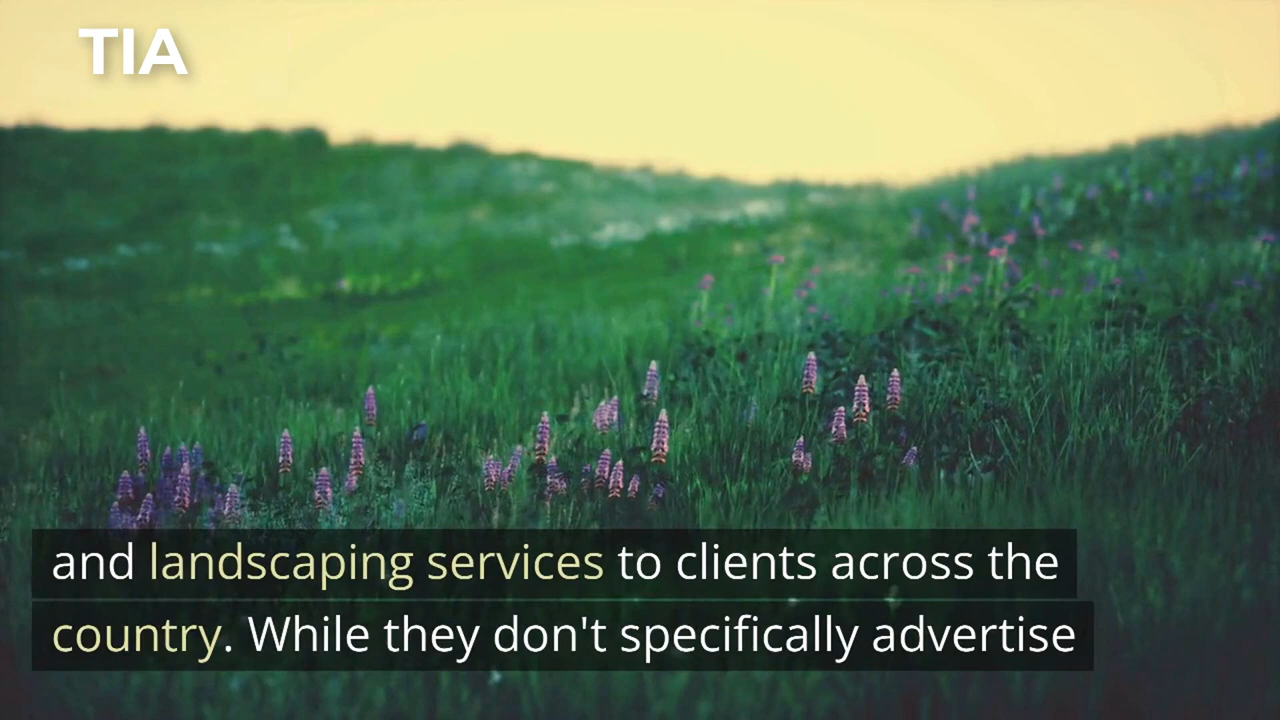 TIA
and landscaping services to clients across the
country. While they don't specifically advertise